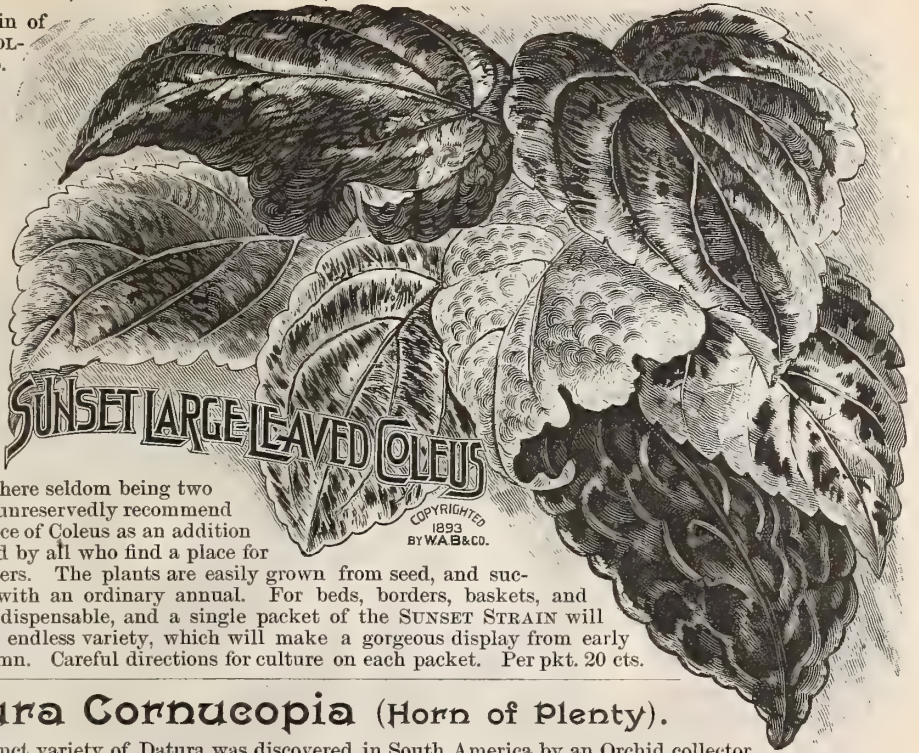 in of
OL-
SUNSET LARGE-LEAVED COLEUS
COPYRIGHTED
1893
BY W.A.B & CO.
here seldom being two
unreservedly recommend
ce of Coleus as an addition
d by all who find a place for
ers. The plants are easily grown from seed, and suc-
with an ordinary annual. For beds, borders, baskets, and
dispensable, and a single packet of the SUNSET STRAIN will
endless variety, which will make a gorgeous display from early
mn. Careful directions for culture on each packet. Per pkt. 20 cts.
ura Cornucopia (Horn of Plenty).
nct variety of Datura was discovered in South America by an Orchid collector